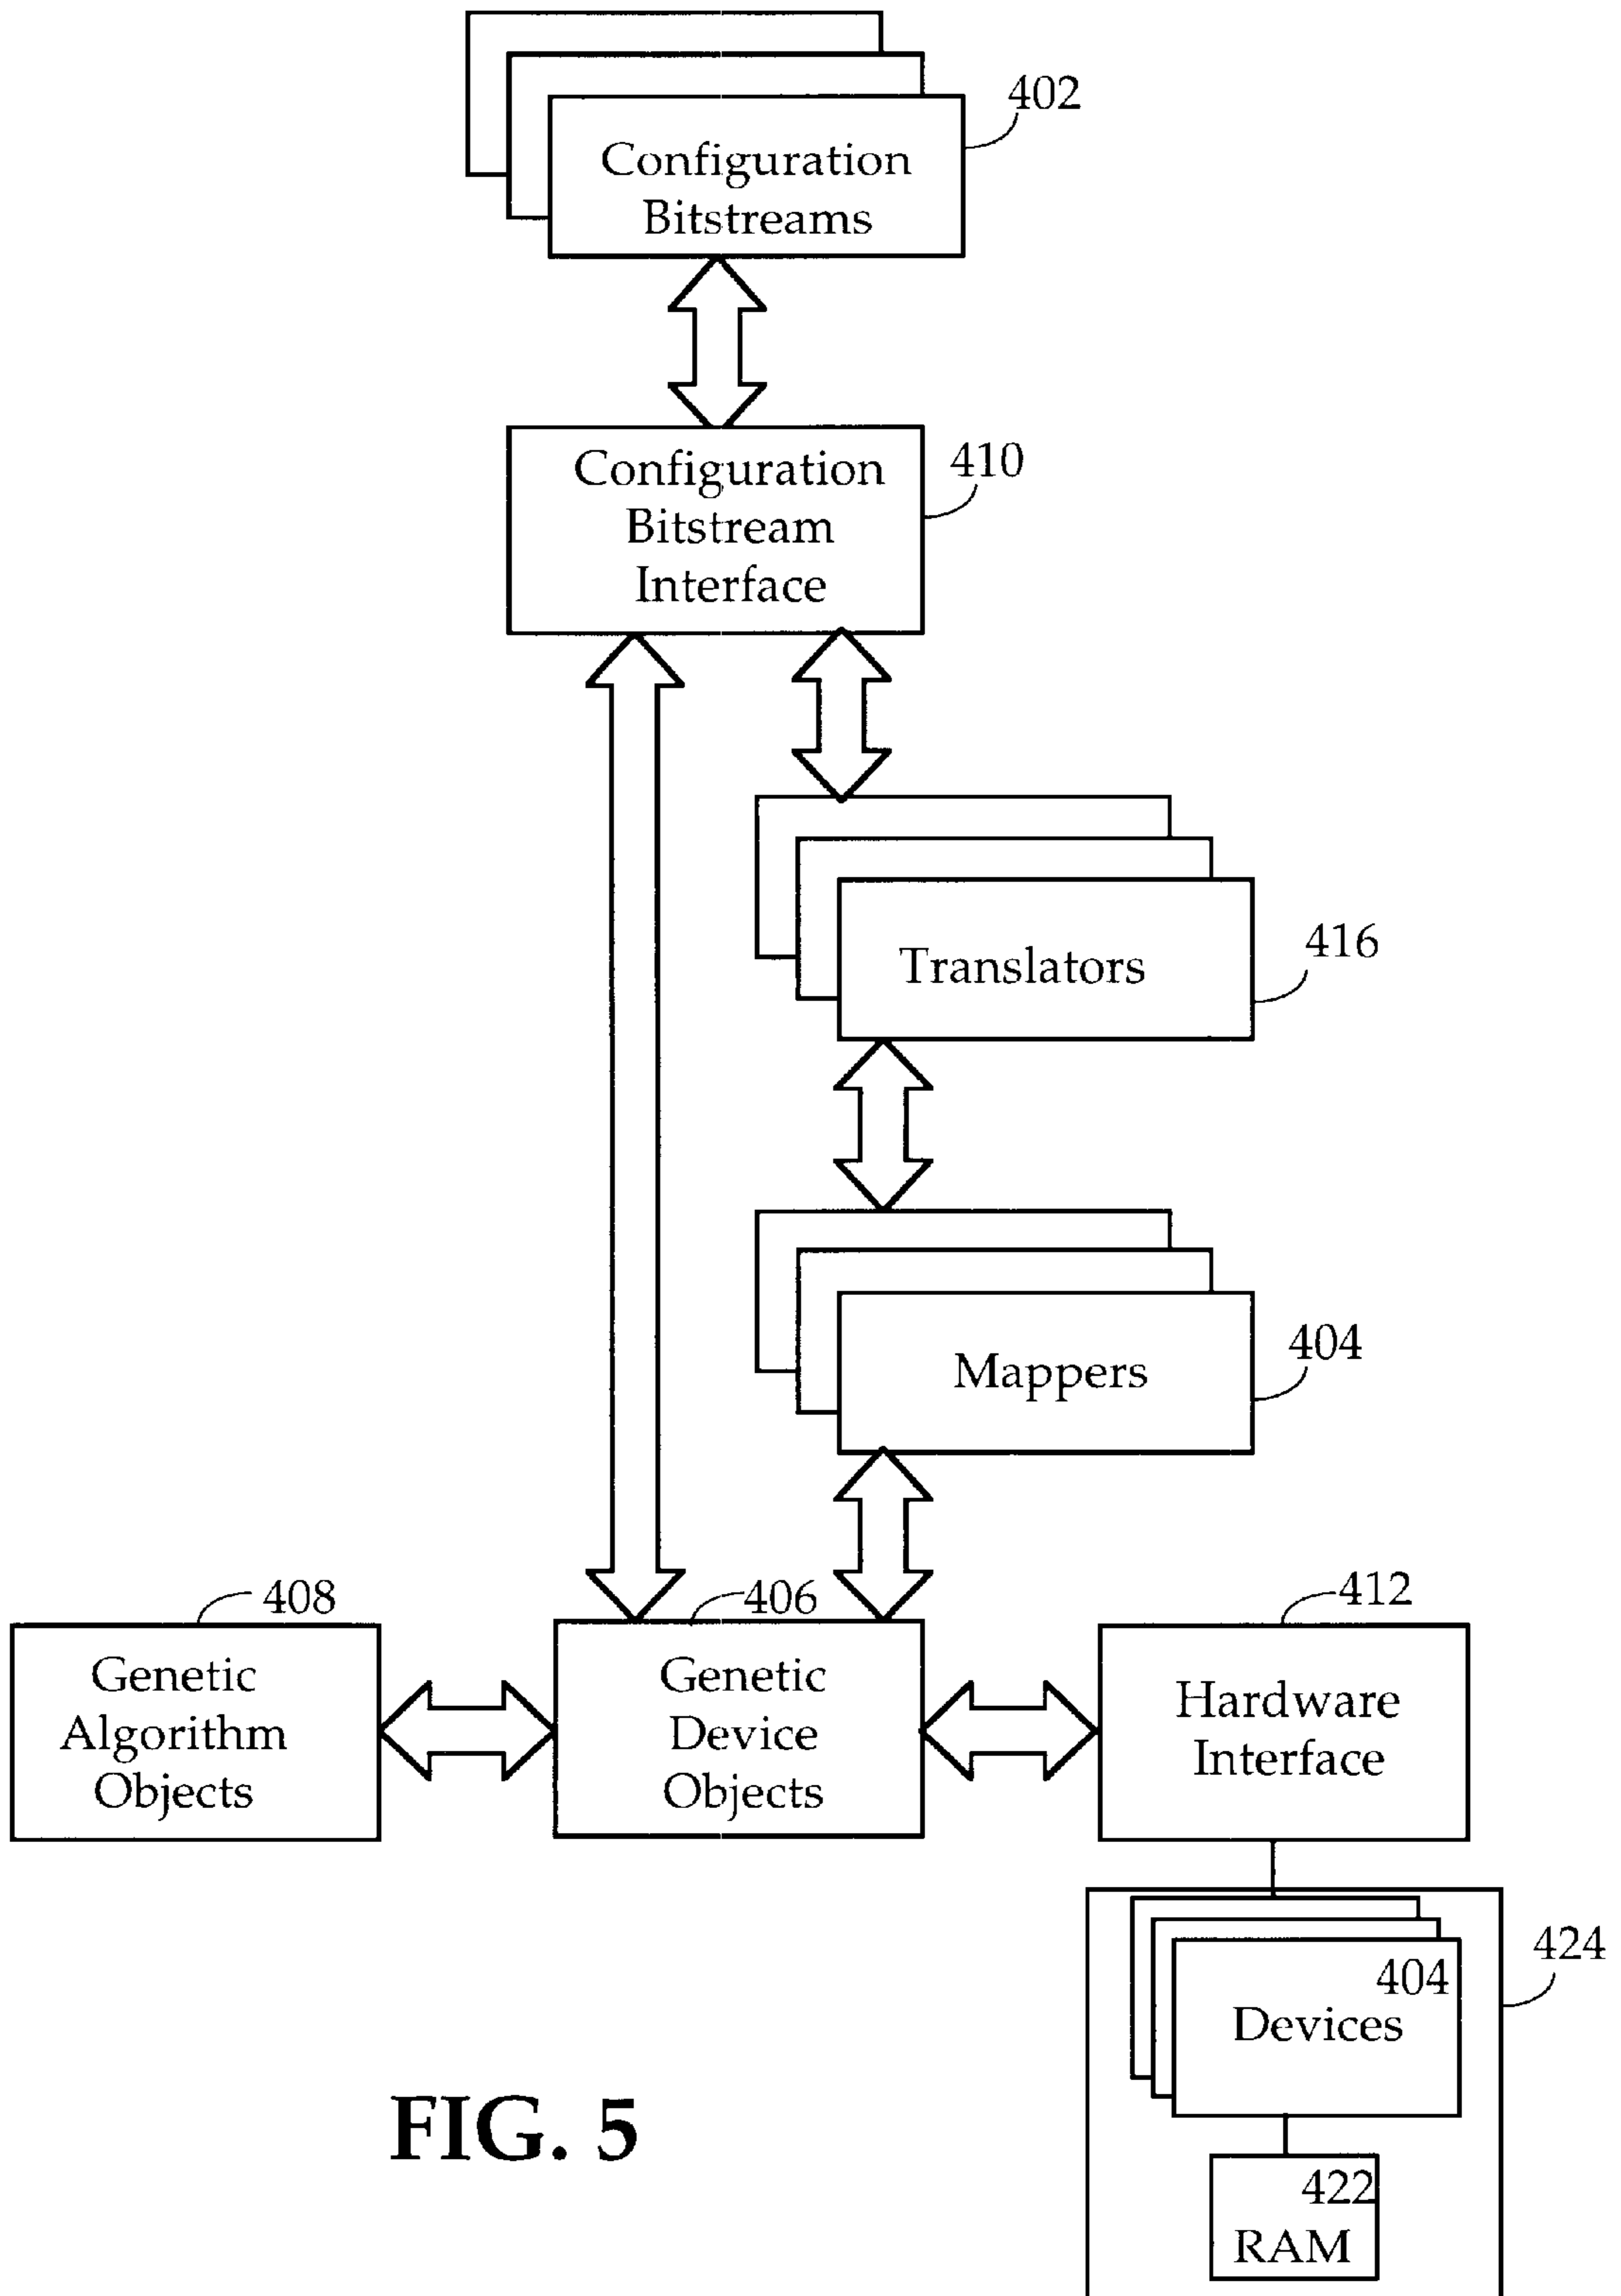 402
Configuration
Bitstreams
Configuration
Bitstream
Interface
410
Translators
416
Mappers
404
408
406
412
Genetic
Algorithm
Objects
Genetic
Device
Objects
Hardware
Interface
424
404
Devices
422
RAM
FIG. 5